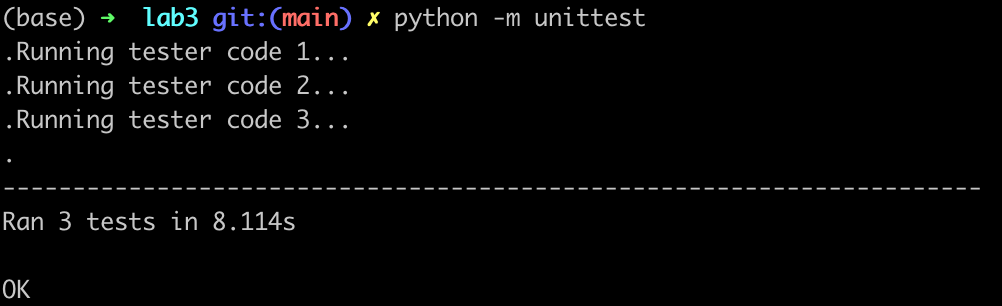 (base) ➜  lab3 git:(main) ✗ python -m unittest
.Running tester code 1...
.Running tester code 2...
.Running tester code 3...
.
----------------------------------------------------------------------
Ran 3 tests in 8.114s

OK